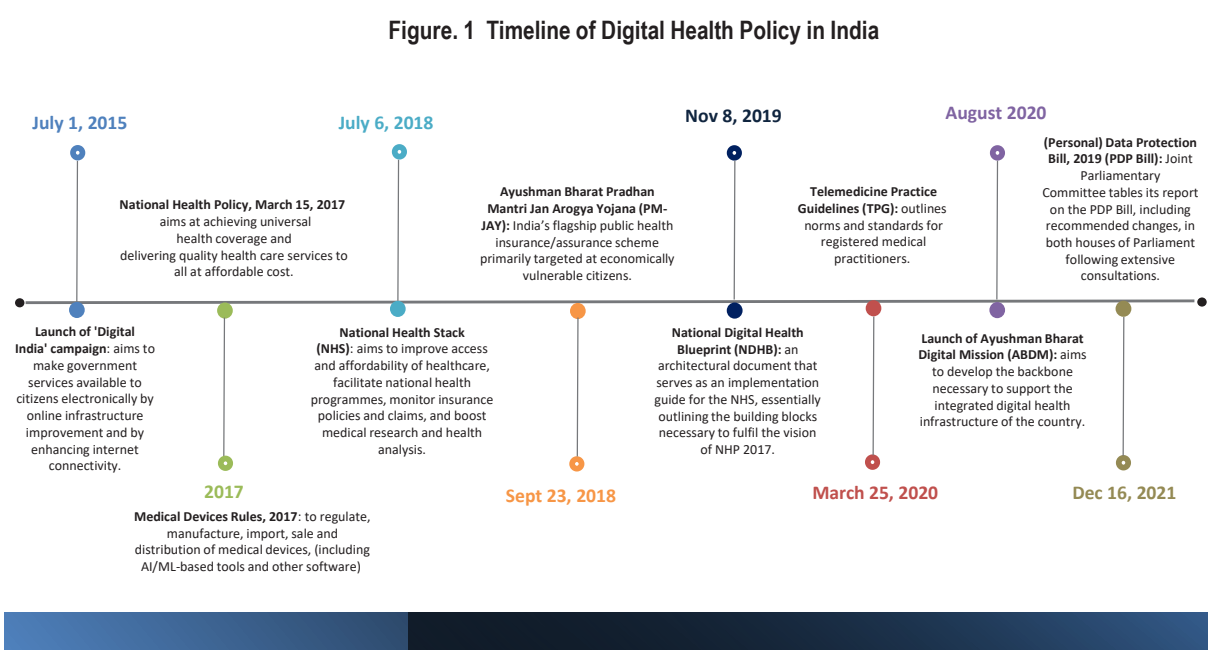 Figure. 1  Timeline of Digital Health Policy in India
July 1, 2015
Launch of 'Digital
India' campaign: aims to
make government
services available to
citizens electronically by
online infrastructure
improvement and by
enhancing internet
connectivity.
National Health Policy, March 15, 2017
aims at achieving universal
health coverage and
delivering quality health care services to
all at affordable cost.
2017
Medical Devices Rules, 2017: to regulate,
manufacture, import, sale and
distribution of medical devices, (including
AI/ML-based tools and other software)
July 6, 2018
National Health Stack
(NHS): aims to improve access
and affordability of healthcare,
facilitate national health
programmes, monitor insurance
policies and claims, and boost
medical research and health
analysis.
Ayushman Bharat Pradhan
Mantri Jan Arogya Yojana (PM-
JAY): India’s flagship public health
insurance/assurance scheme
primarily targeted at economically
vulnerable citizens.
Sept 23, 2018
Nov 8, 2019
National Digital Health
Blueprint (NDHB): an
architectural document that
serves as an implementation
guide for the NHS, essentially
outlining the building blocks
necessary to fulfil the vision
of NHP 2017.
Telemedicine Practice
Guidelines (TPG): outlines
norms and standards for
registered medical
practitioners.
March 25, 2020
August 2020
Launch of Ayushman Bharat
Digital Mission (ABDM): aims
to develop the backbone
necessary to support the
integrated digital health
infrastructure of the country.
(Personal) Data Protection
Bill, 2019 (PDP Bill): Joint
Parliamentary
Committee tables its report
on the PDP Bill, including
recommended changes, in
both houses of Parliament
following extensive
consultations.
Dec 16, 2021